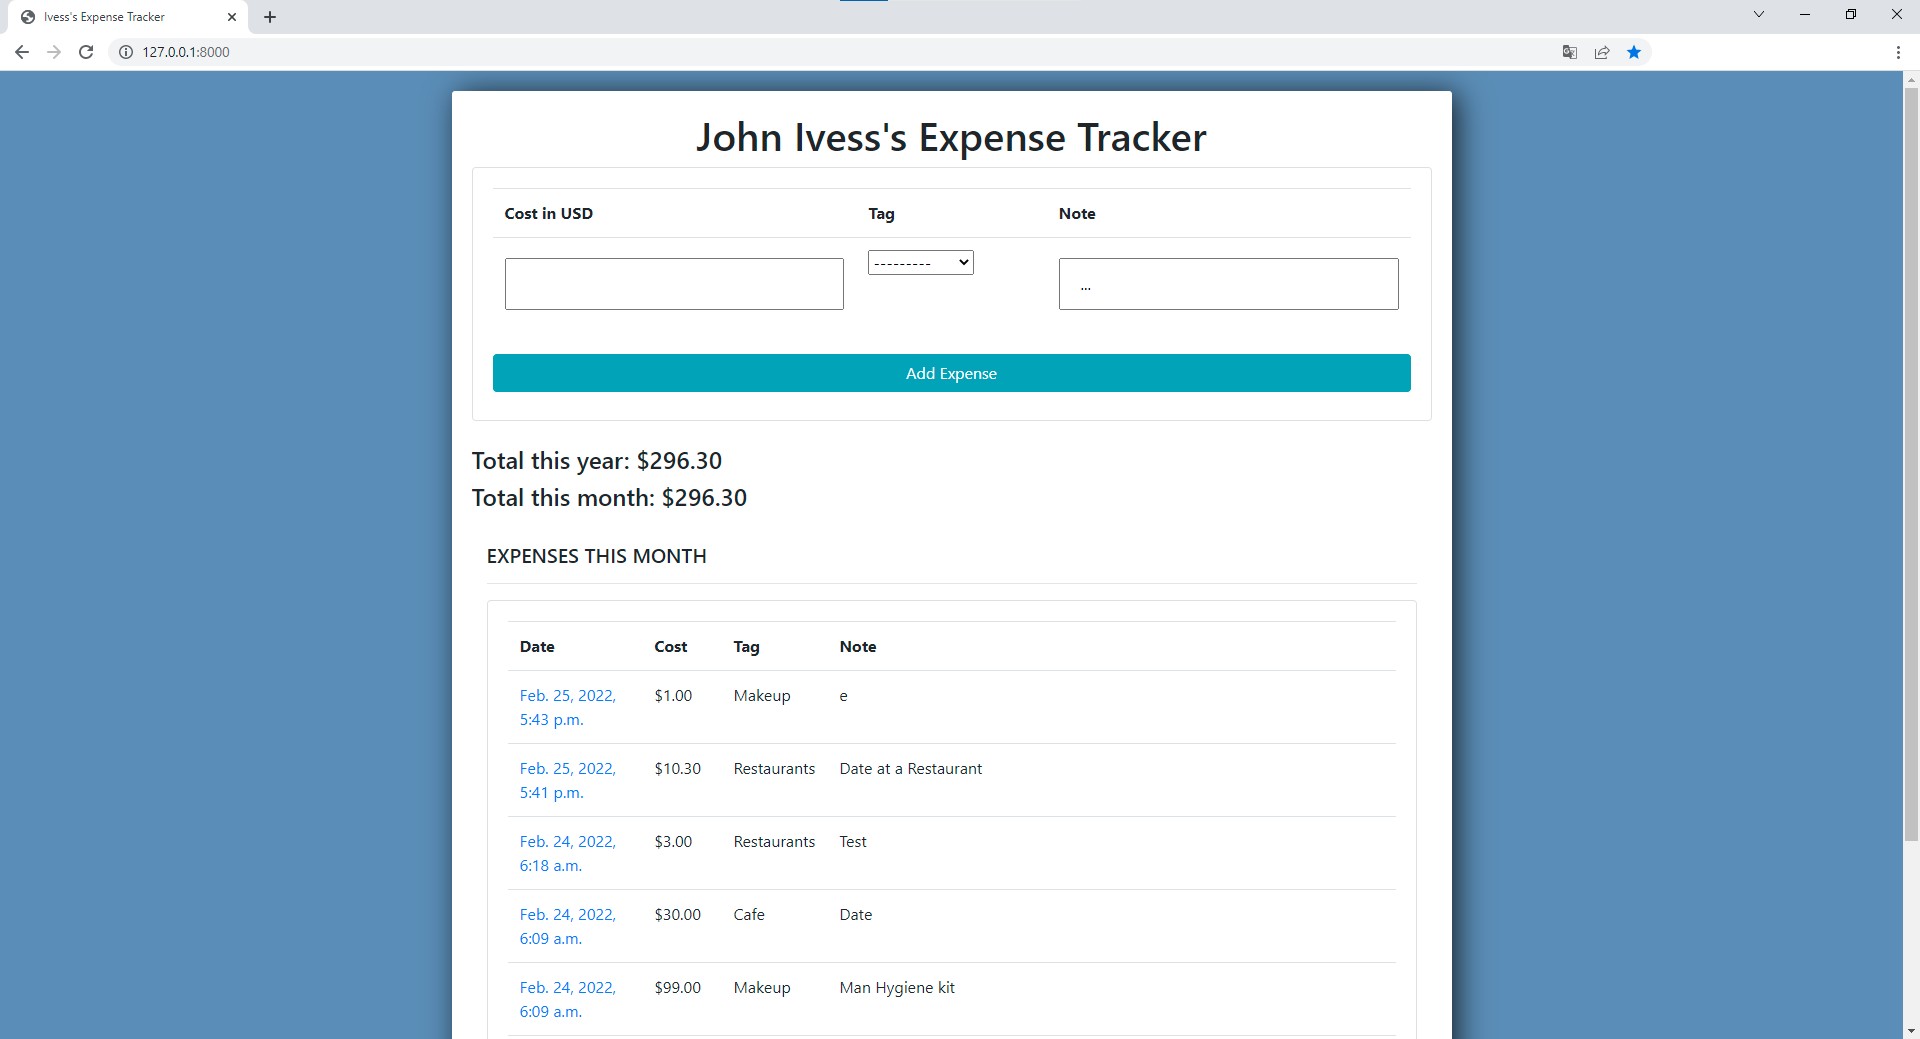 Ivess's Expense Tracker
127.0.0.1:8000
John Ivess's Expense Tracker
Cost in USD Tag Note
--------- ...
Add Expense
Total this year: $296.30
Total this month: $296.30
EXPENSES THIS MONTH
Date Cost Tag Note
Feb. 25, 2022, $1.00 Makeup e
5:43 p.m.
Feb. 25, 2022, $10.30 Restaurants Date at a Restaurant
5:41 p.m.
Feb. 24, 2022, $3.00 Restaurants Test
6:18 a.m.
Feb. 24, 2022, $30.00 Cafe Date
6:09 a.m.
Feb. 24, 2022, $99.00 Makeup Man Hygiene kit
6:09 a.m.